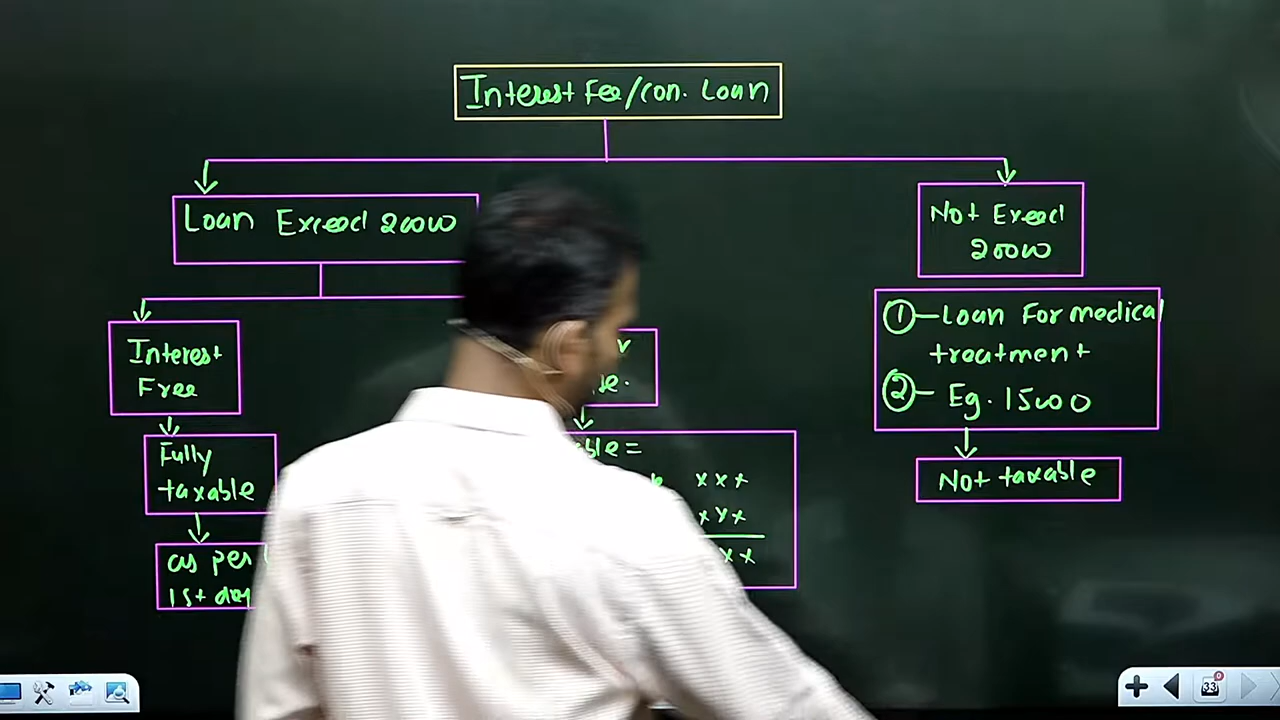 Interest Fee/con. Loan
Loan Exceed 20000
Not Exceed
20000
Interest
Free
Fully
taxable
as per
1st day
①-Loan For medical
treatment
②- Eg. 15000
Not taxable
xxx
xyx
xx
33